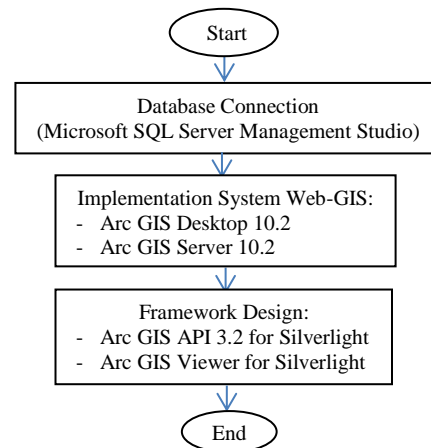 Start
Database Connection
(Microsoft SQL Server Management Studio)
Implementation System Web-GIS:
- Arc GIS Desktop 10.2
- Arc GIS Server 10.2
Framework Design:
- Arc GIS API 3.2 for Silverlight
- Arc GIS Viewer for Silverlight
End